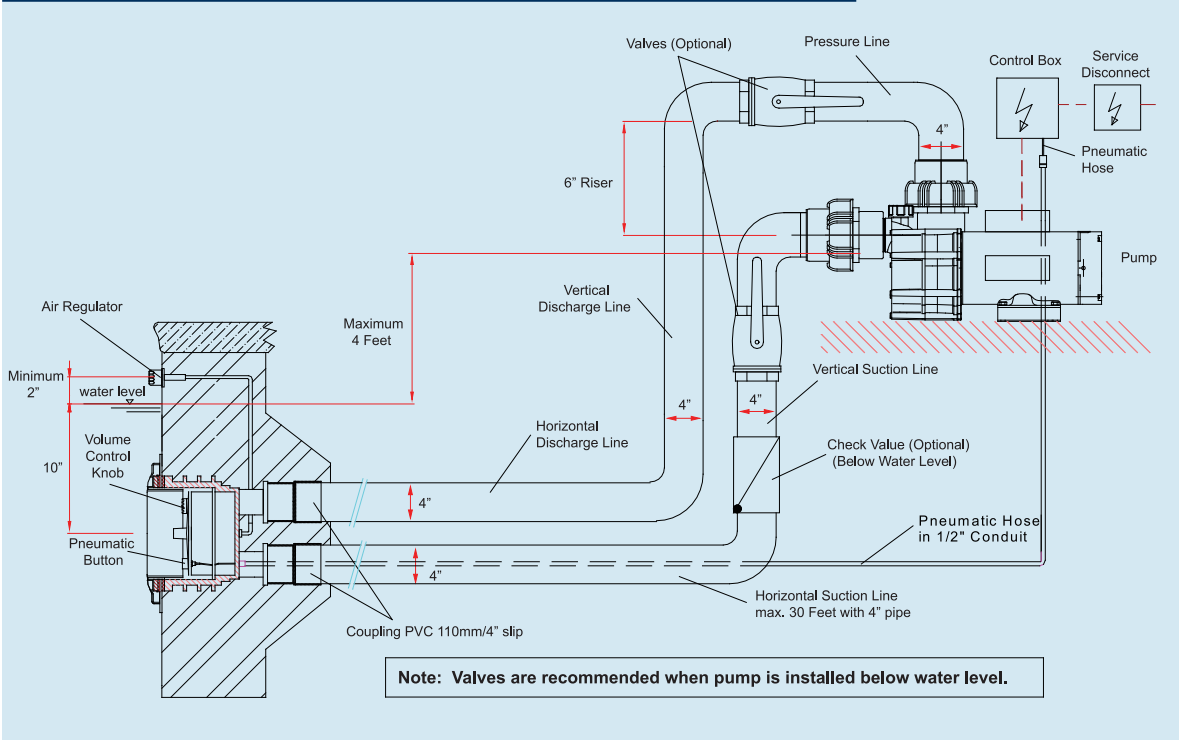 Valves (Optional)
Pressure Line
Control Box
Service
Disconnect
4”
Pneumatic
Hose
6” Riser
Pump
Vertical
Discharge Line
Air Regulator
Maximum
4 Feet
Minimum
2”
water level
Vertical Suction Line
4”
4”
Volume
Control
Knob
10”
Horizontal
Discharge Line
Check Value (Optional)
(Below Water Level)
4”
Pneumatic Hose
in 1/2" Conduit
Pneumatic
Button
4”
Horizontal Suction Line
max. 30 Feet with 4” pipe
Coupling PVC 110mm/4” slip
Note: Valves are recommended when pump is installed below water level.